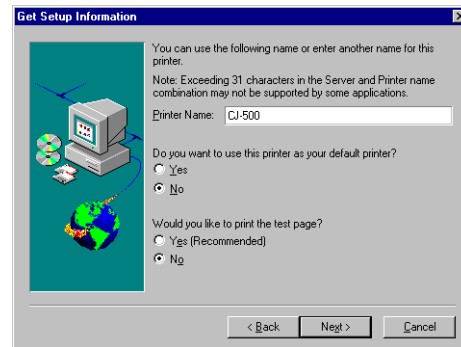 Get Setup Information
You can use the following name or enter another name for this
printer.
Note: Exceeding 31 characters in the Server and Printer name
combination may not be supported by some applications.
Printer Name: CJ-500
Do you want to use this printer as your default printer?
Yes
No
Would you like to print the test page?
Yes (Recommended)
No
< Back Next > Cancel